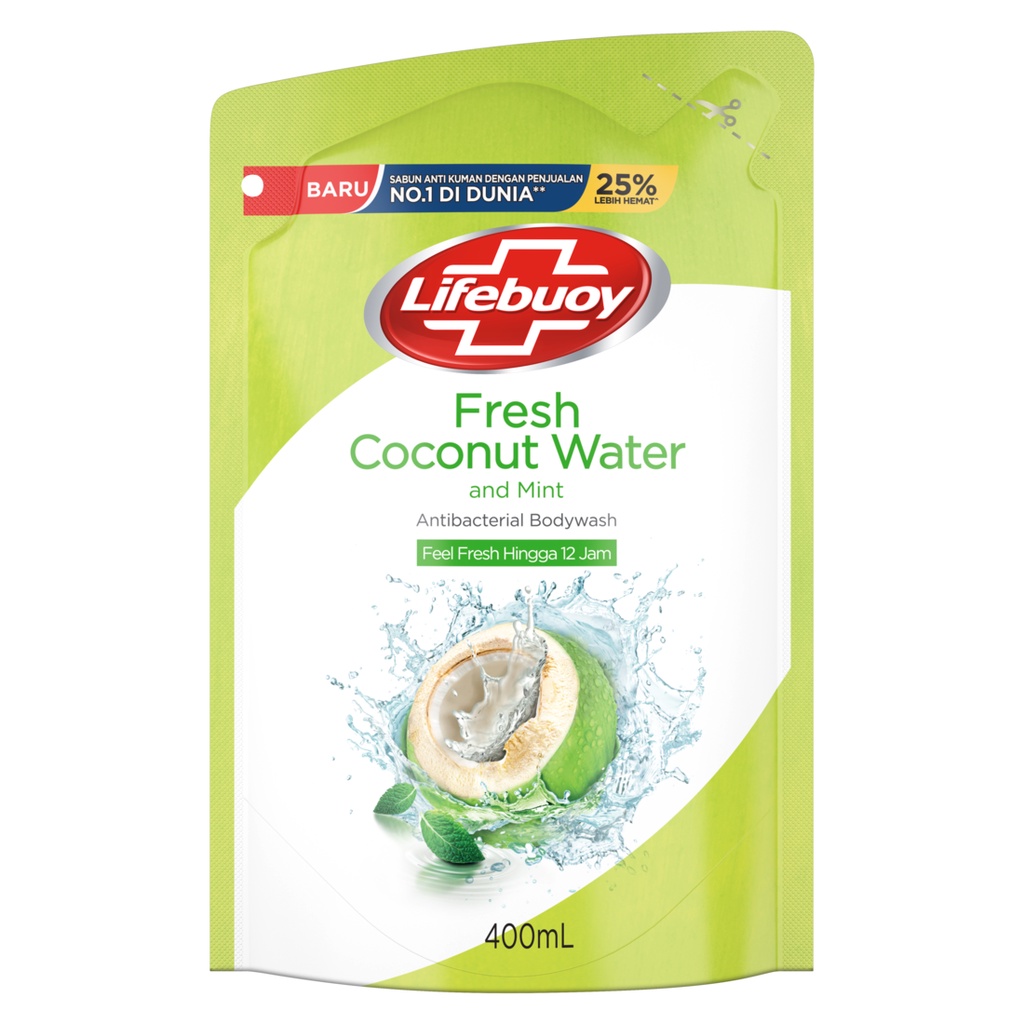 BARU
SABUN ANTI KUMAN DENGAN PENJUALAN
NO.1 DI DUNIA**
25%
LEBIH HEMAT^
Lifebuoy
Fresh
Coconut Water
and Mint
Antibacterial Bodywash
Feel Fresh Hingga 12 Jam
400mL